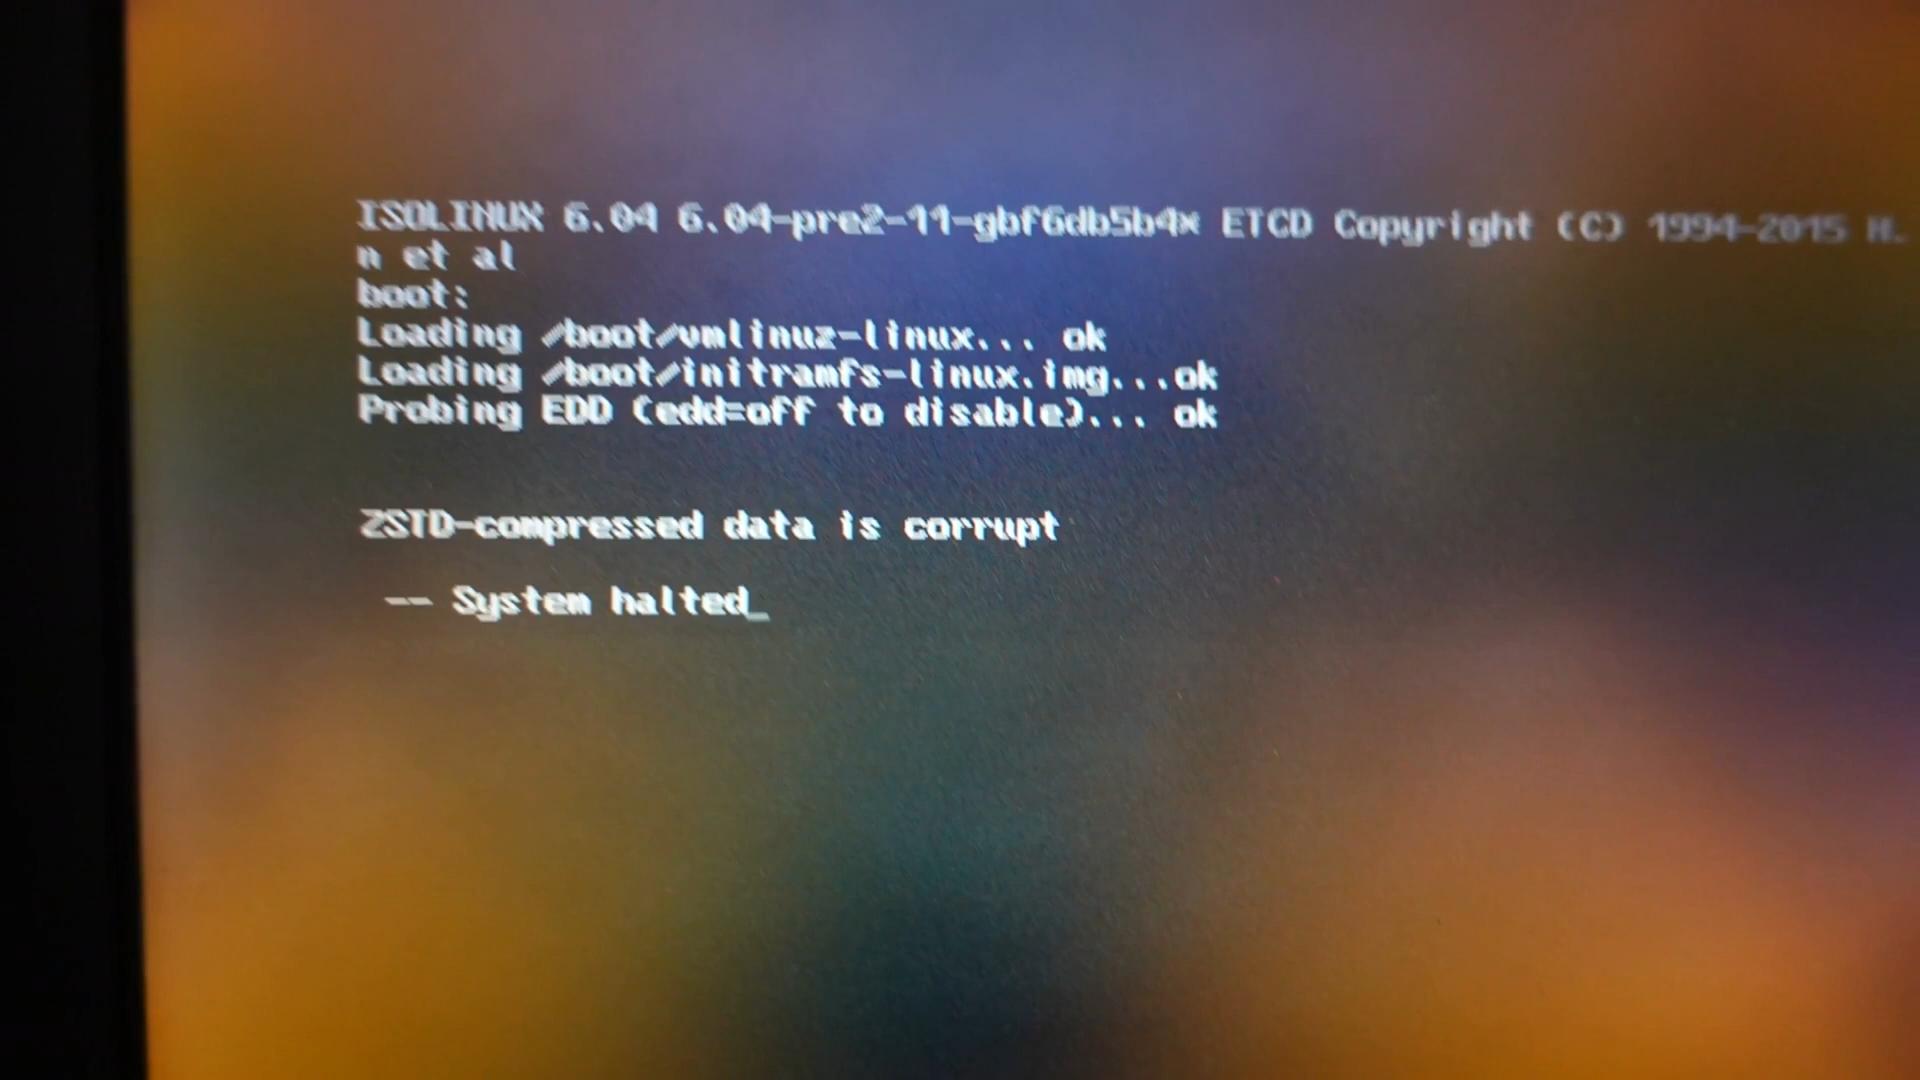 ISOLINUX 6.04 6.04-pre2-11-gbf6db5b4* ETCD Copyright (C) 1994-2015 H.
n et al
boot:
Loading /boot/vmlinuz-linux... ok
Loading /boot/initramfs-linux.img...ok
Probing EDD (edd=off to disable)... ok
ZSTD-compressed data is corrupt
-- System halted_